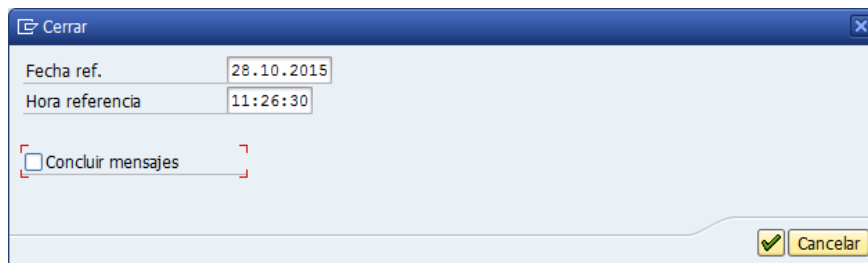 Cerrar
Fecha ref. 28.10.2015
Hora referencia 11:26:30
Concluir mensajes
Cancelar